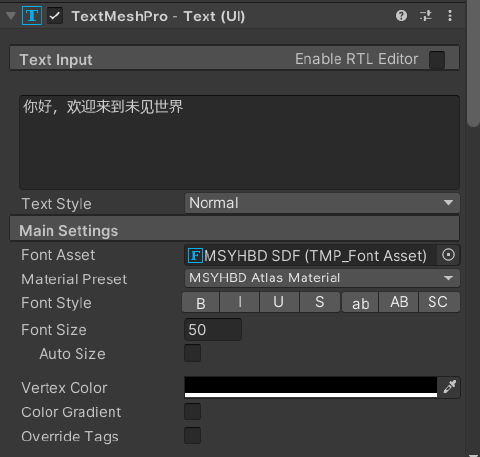 TextMeshPro - Text (UI)
Text Input
Enable RTL Editor
你好，欢迎来到未见世界
Text Style
Normal
Main Settings
Font Asset
MSYHBD SDF (TMP_Font Asset)
Material Preset
MSYHBD Atlas Material
Font Style
B I U S ab AB SC
Font Size
50
Auto Size
Vertex Color
Color Gradient
Override Tags